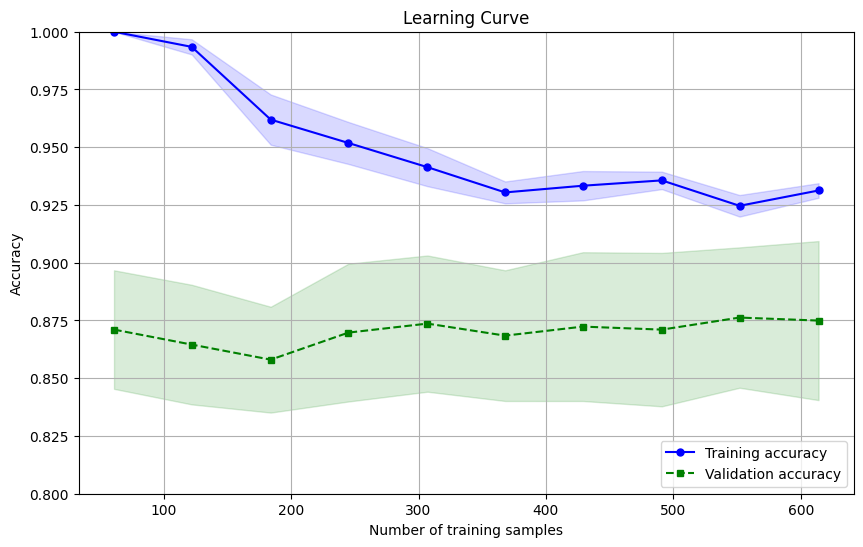 Learning Curve
1.000
0.975
0.950
0.925
0.900
0.875
0.850
0.825
0.800
Accuracy
Training accuracy
Validation accuracy
100 200 300 400 500 600
Number of training samples